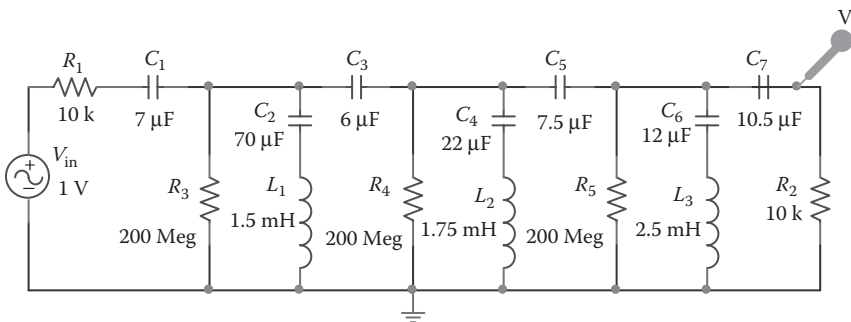 V
R1
10 k
C1
7 µF
C3
6 µF
C5
7.5 µF
C7
10.5 µF
C2
70 µF
C4
22 µF
C6
12 µF
Vin
1 V
R3
200 Meg
L1
1.5 mH
R4
200 Meg
L2
1.75 mH
R5
200 Meg
L3
2.5 mH
R2
10 k